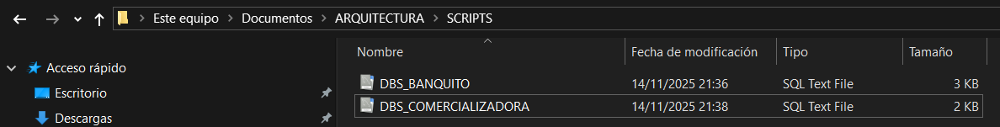 Este equipo > Documentos > ARQUITECTURA > SCRIPTS
Acceso rápido
Escritorio
Descargas
Nombre Fecha de modificación Tipo Tamaño
DBS_BANQUITO 14/11/2025 21:36 SQL Text File 3 KB
DBS_COMERCIALIZADORA 14/11/2025 21:38 SQL Text File 2 KB